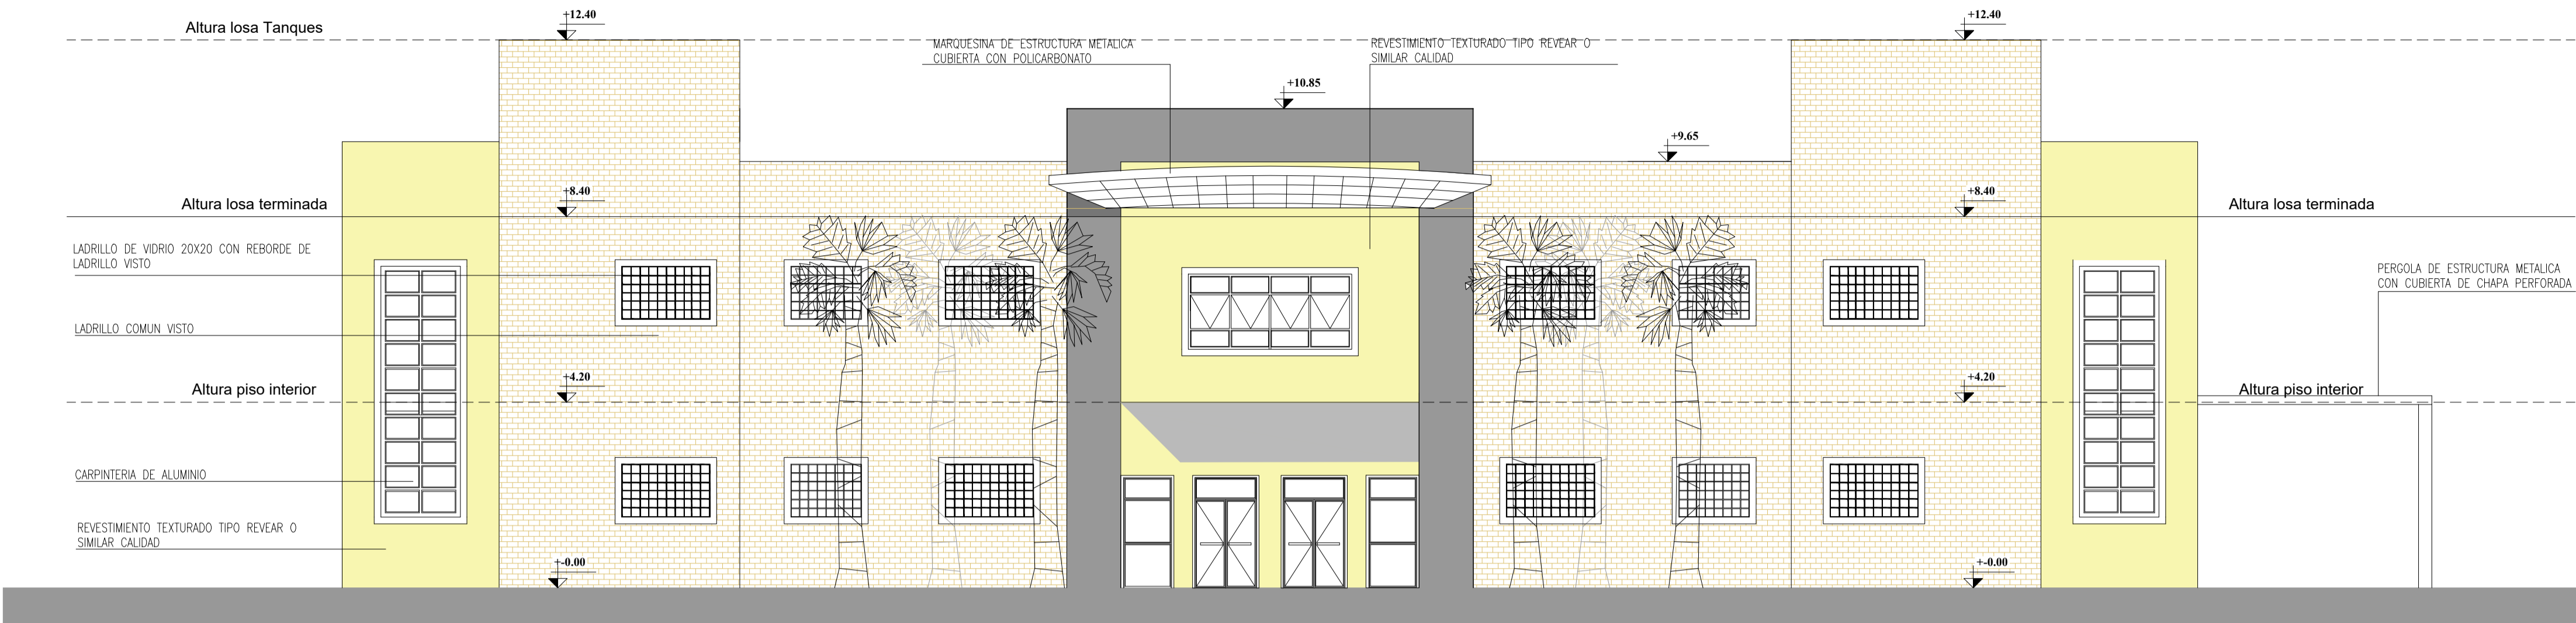 +12.40
+12.40
Altura losa Tanques
MARQUESINA DE ESTRUCTURA METALICA
CUBIERTA CON POLICARBONATO
REVESTIMIENTO TEXTURADO TIPO REVEAR O
SIMILAR CALIDAD
+10.85
+9.65
+8.40
+8.40
Altura losa terminada
Altura losa terminada
LADRILLO DE VIDRIO 20X20 CON REBORDE DE
LADRILLO VISTO
PERGOLA DE ESTRUCTURA METALICA
CON CUBIERTA DE CHAPA PERFORADA
LADRILLO COMUN VISTO
+4.20
+4.20
Altura piso interior
Altura piso interior
CARPINTERIA DE ALUMINIO
REVESTIMIENTO TEXTURADO TIPO REVEAR O
SIMILAR CALIDAD
+-0.00
+-0.00